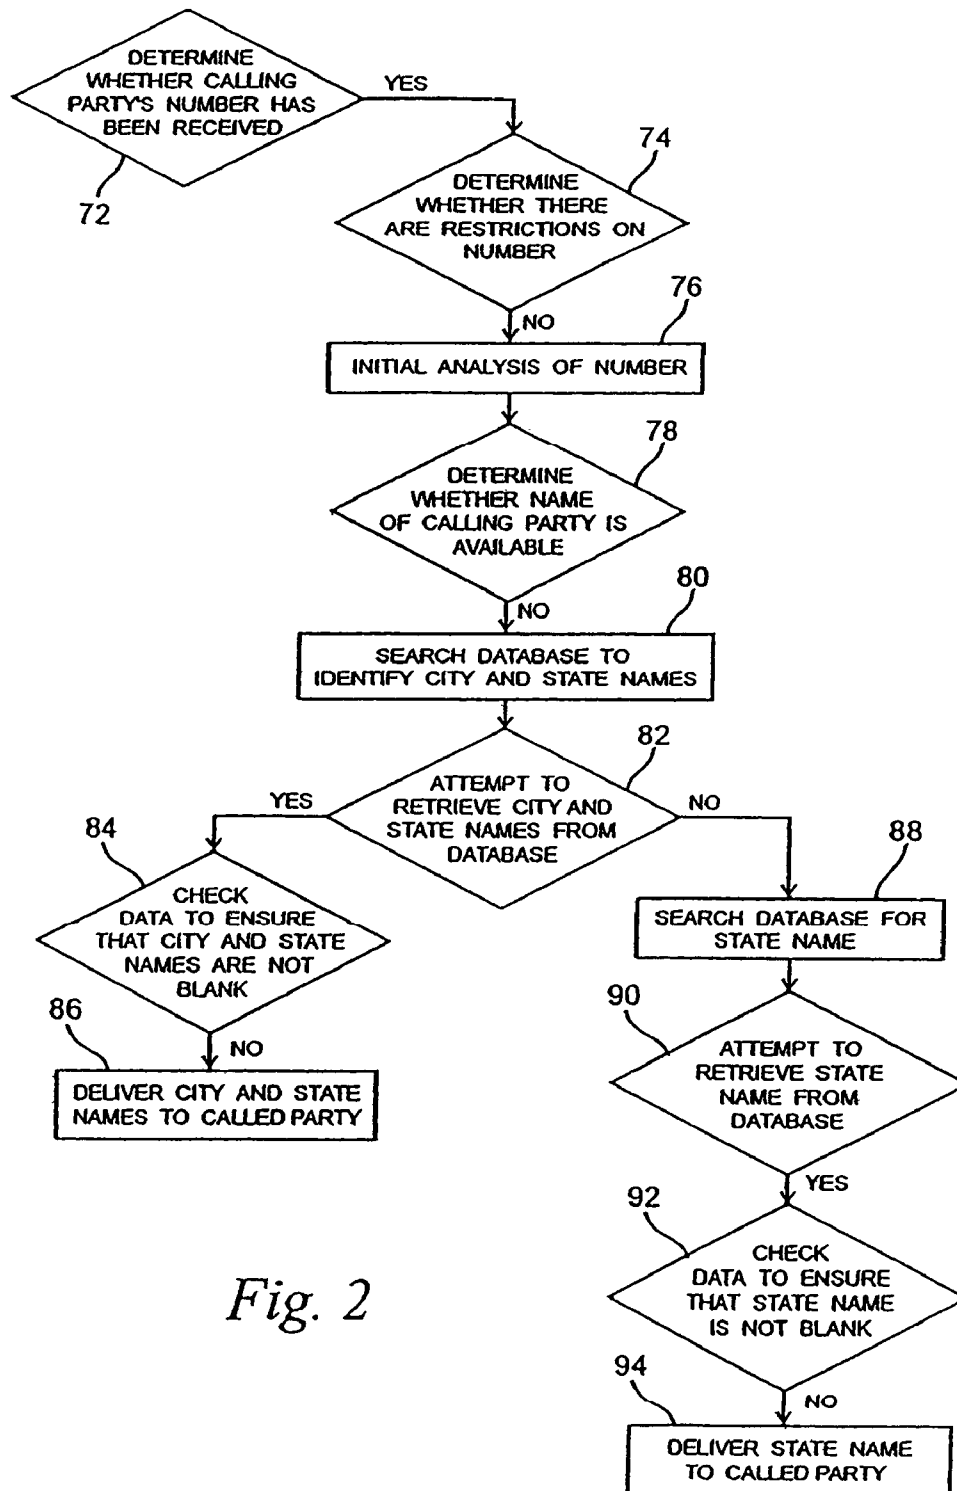 DETERMINE
WHETHER CALLING
PARTY'S NUMBER HAS
BEEN RECEIVED
YES
72
74
DETERMINE
WHETHER THERE
ARE RESTRICTIONS ON
NUMBER
NO
76
INITIAL ANALYSIS OF NUMBER
78
DETERMINE
WHETHER NAME
OF CALLING PARTY IS
AVAILABLE
NO
80
SEARCH DATABASE TO
IDENTIFY CITY AND STATE NAMES
82
ATTEMPT TO
RETRIEVE CITY AND
STATE NAMES FROM
DATABASE
YES
NO
84
CHECK
DATA TO ENSURE
THAT CITY AND STATE
NAMES ARE NOT
BLANK
NO
86
DELIVER CITY AND STATE
NAMES TO CALLED PARTY
88
SEARCH DATABASE FOR
STATE NAME
90
ATTEMPT TO
RETRIEVE STATE
NAME FROM
DATABASE
YES
92
CHECK
DATA TO ENSURE
THAT STATE NAME
IS NOT BLANK
NO
94
DELIVER STATE NAME
TO CALLED PARTY
Fig. 2